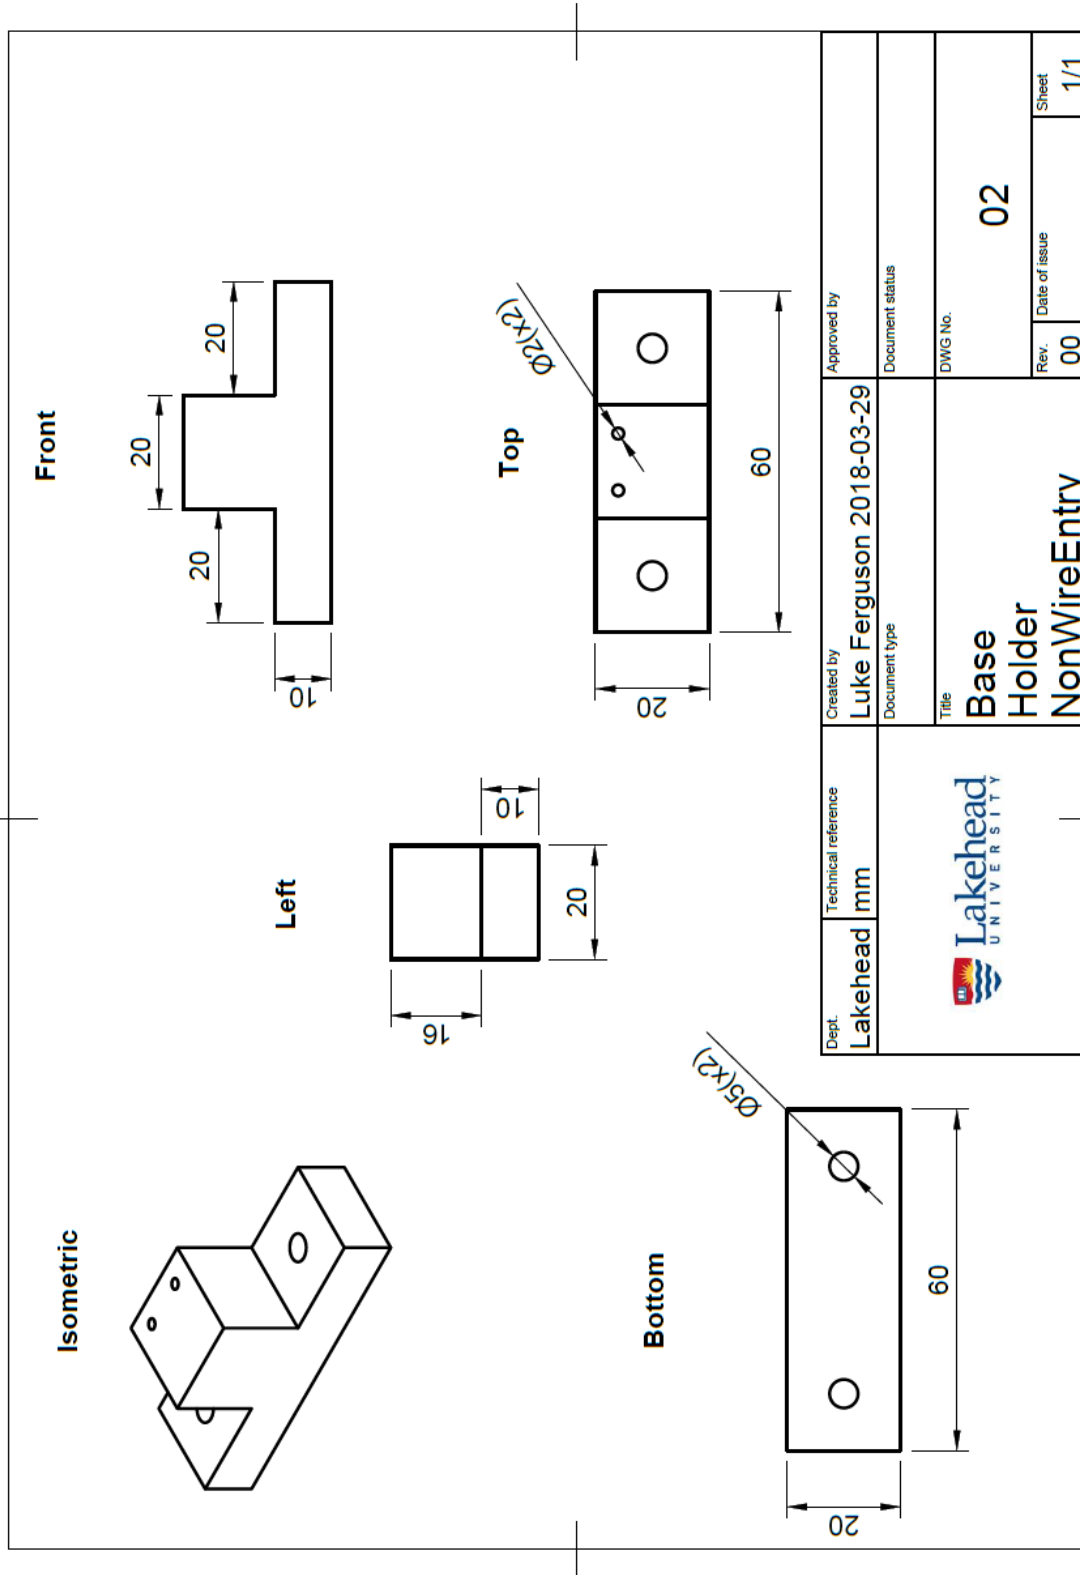 Isometric
Left
16
10
20
Front
20
20
20
10
Bottom
Ø5(x2)
60
20
Top
Ø2(x2)
60
20
Dept.
Lakehead
Technical reference
mm
Created by
Luke Ferguson 2018-03-29
Approved by
Document type
Document status
Lakehead
UNIVERSITY
Title
Base
Holder
NonWireEntry
DWG No.
02
Rev.
00
Date of issue
Sheet
1/1